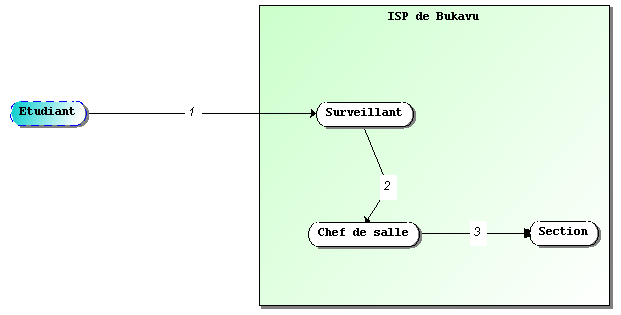 ISP de Bukavu
Etudiant
1
Surveillant
2
Chef de salle
3
Section